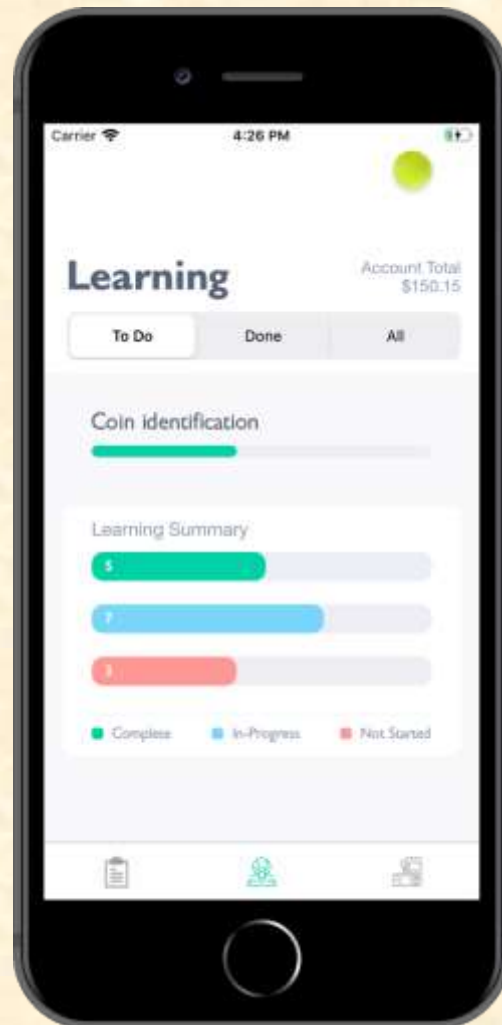 Carrier 4:26 PM
Learning
Account Total
$150.15
To Do Done All
Coin identification
Learning Summary
5
7
3
Complete In-Progress Not Started